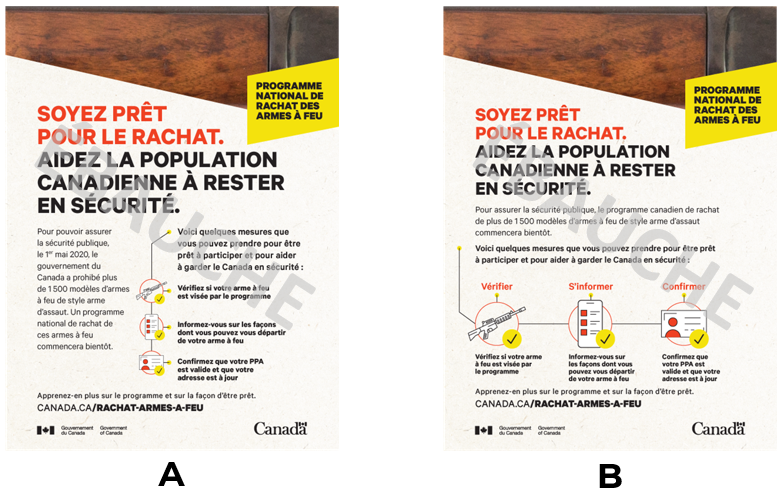 PROGRAMME
NATIONAL DE
RACHAT DES
ARMES À FEU
SOYEZ PRÊT
POUR LE RACHAT.
AIDEZ LA POPULATION
CANADIENNE À RESTER
EN SÉCURITÉ.
Pour pouvoir assurer
la sécurité publique,
le 1er mai 2020, le
gouvernement du
Canada a prohibé plus
de 1 500 modèles d'armes
à feu de style arme
d'assaut. Un programme
national de rachat de
ces armes à feu
commencera bientôt.
Voici quelques mesures que
vous pouvez prendre pour être
prêt à participer et pour aider
à garder le Canada en sécurité :
Vérifiez si votre arme à feu
est visée par le programme
Informez-vous sur les façons
dont vous pouvez vous départir
de votre arme à feu
Confirmez que votre PPA
est valide et que votre
adresse est à jour
Apprenez-en plus sur le programme et sur la façon d'être prêt.
CANADA.CA/RACHAT-ARMES-A-FEU
Gouvernement
du Canada
Government
of Canada
Canada
ÉBAUCHE
A
PROGRAMME
NATIONAL DE
RACHAT DES
ARMES À FEU
SOYEZ PRÊT
POUR LE RACHAT.
AIDEZ LA POPULATION
CANADIENNE À RESTER
EN SÉCURITÉ.
Pour assurer la sécurité publique, le programme canadien de rachat
de plus de 1 500 modèles d'armes à feu de style arme d'assaut
commencera bientôt.
Voici quelques mesures que vous pouvez prendre pour être prêt
à participer et pour aider à garder le Canada en sécurité :
Vérifier
S'informer
Confirmer
Vérifiez si votre arme
à feu est visée par
le programme
Informez-vous sur
les façons dont vous
pouvez vous départir
de votre arme à feu
Confirmez que
votre PPA est
valide et que votre
adresse est à jour
Apprenez-en plus sur le programme et sur la façon d'être prêt.
CANADA.CA/RACHAT-ARMES-A-FEU
Gouvernement
du Canada
Government
of Canada
Canada
ÉBAUCHE
B